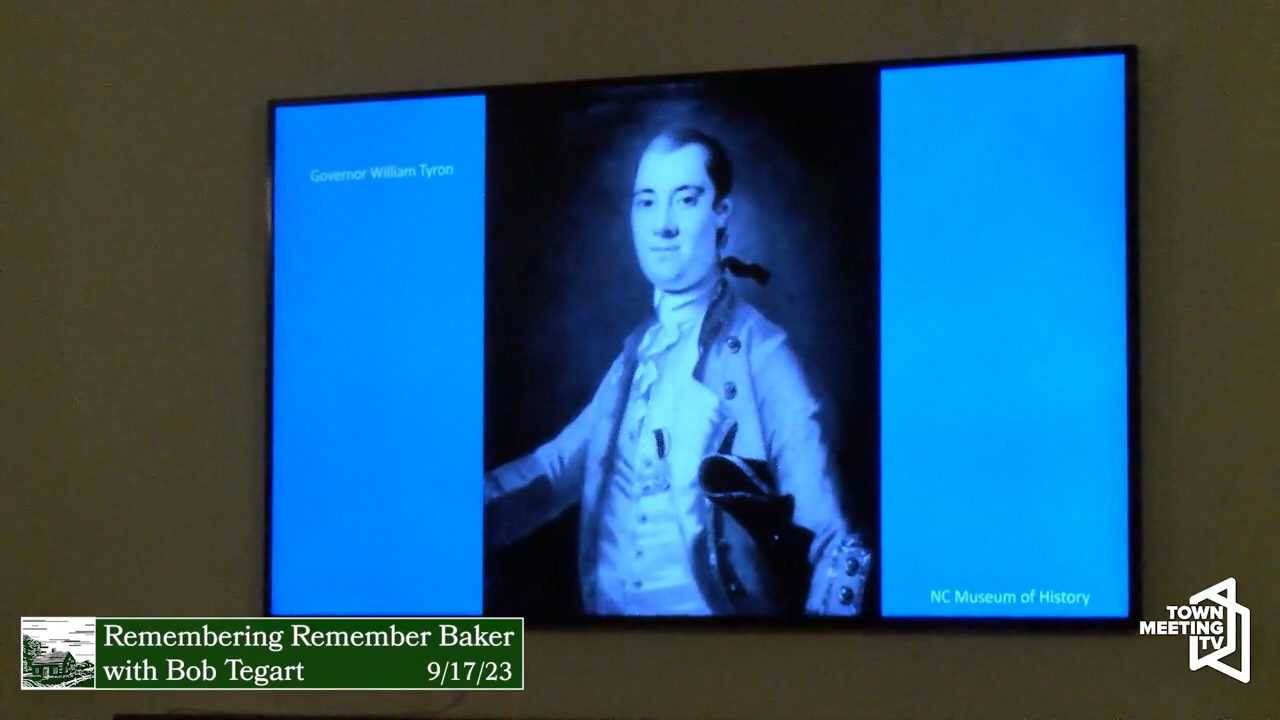 Governor William Tyron
NC Museum of History
Remembering Remember Baker
with Bob Tegart 9/17/23
TOWN
MEETING
TV